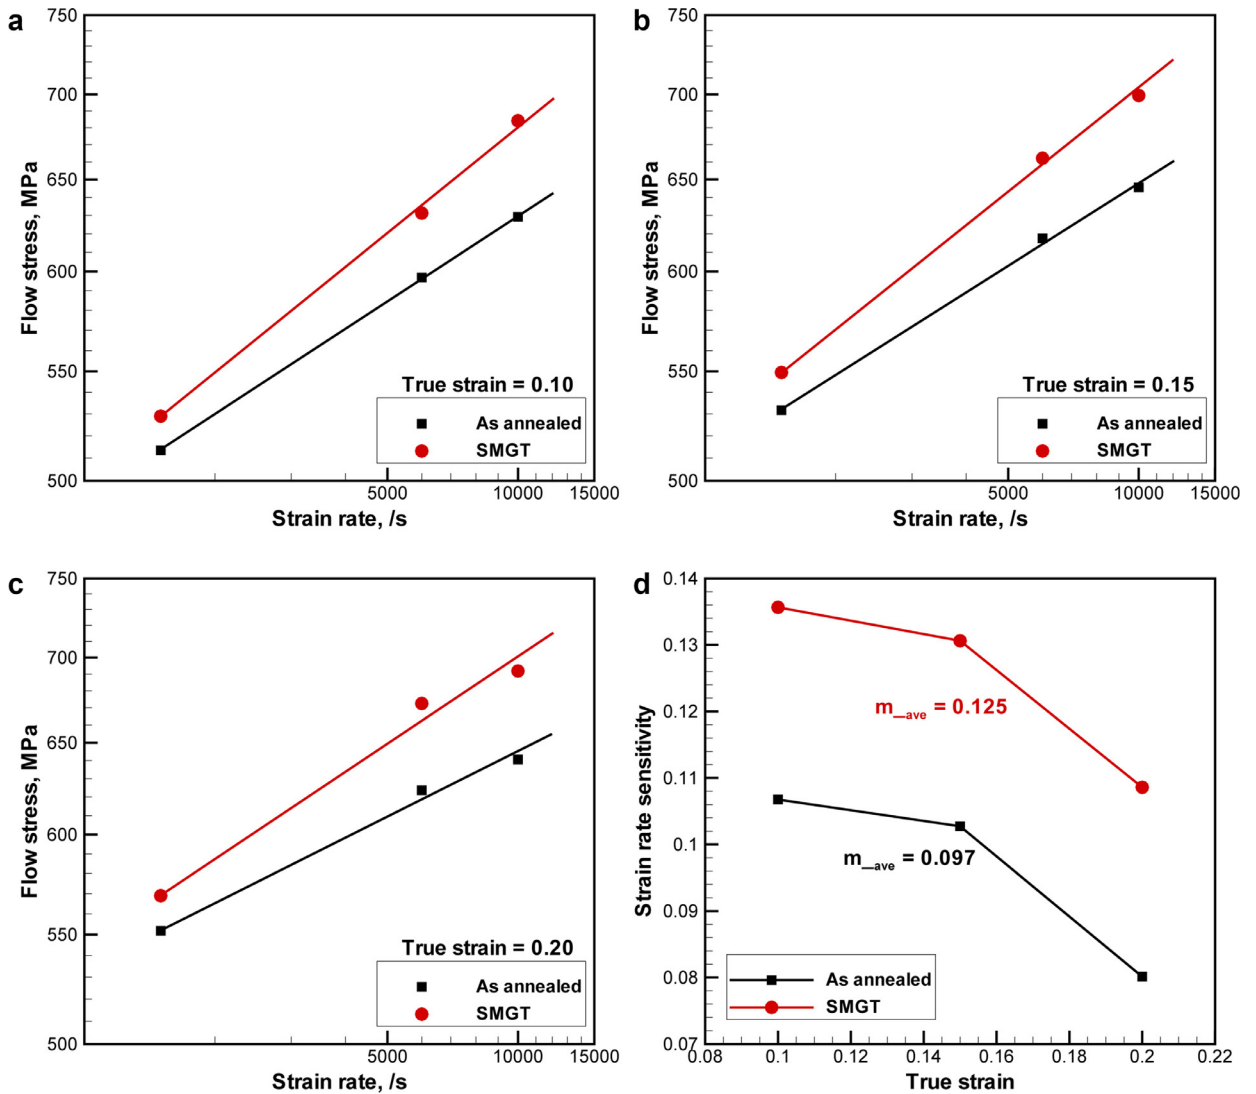 a
750
700
650
600
550
500
Flow stress, MPa
True strain = 0.10
As annealed
SMGT
5000
10000
15000
Strain rate, /s
b
750
700
650
600
550
500
Flow stress, MPa
True strain = 0.15
As annealed
SMGT
5000
10000
15000
Strain rate, /s
c
750
700
650
600
550
500
Flow stress, MPa
True strain = 0.20
As annealed
SMGT
5000
10000
15000
Strain rate, /s
d
0.14
0.13
0.12
0.11
0.1
0.09
0.08
0.07
Strain rate sensitivity
m_ave = 0.125
m_ave = 0.097
As annealed
SMGT
0.08
0.1
0.12
0.14
0.16
0.18
0.2
0.22
True strain